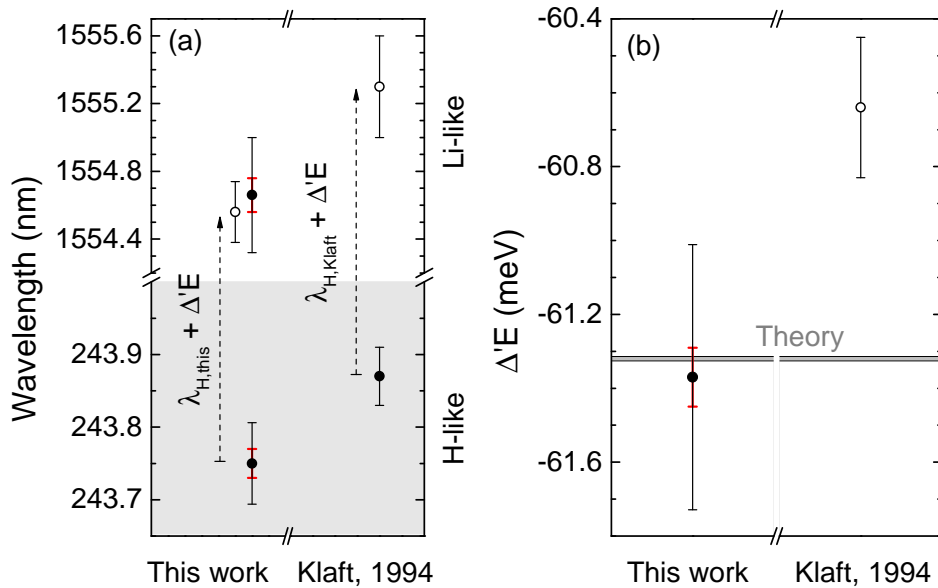 (a)
Wavelength (nm)
1555.6
1555.2
1554.8
1554.4
243.9
243.8
243.7
λH,this + Δ'E
λH,Klaft + Δ'E
Li-like
H-like
This work
Klaft, 1994
(b)
Δ'E (meV)
-60.4
-60.8
-61.2
-61.6
Theory
This work
Klaft, 1994